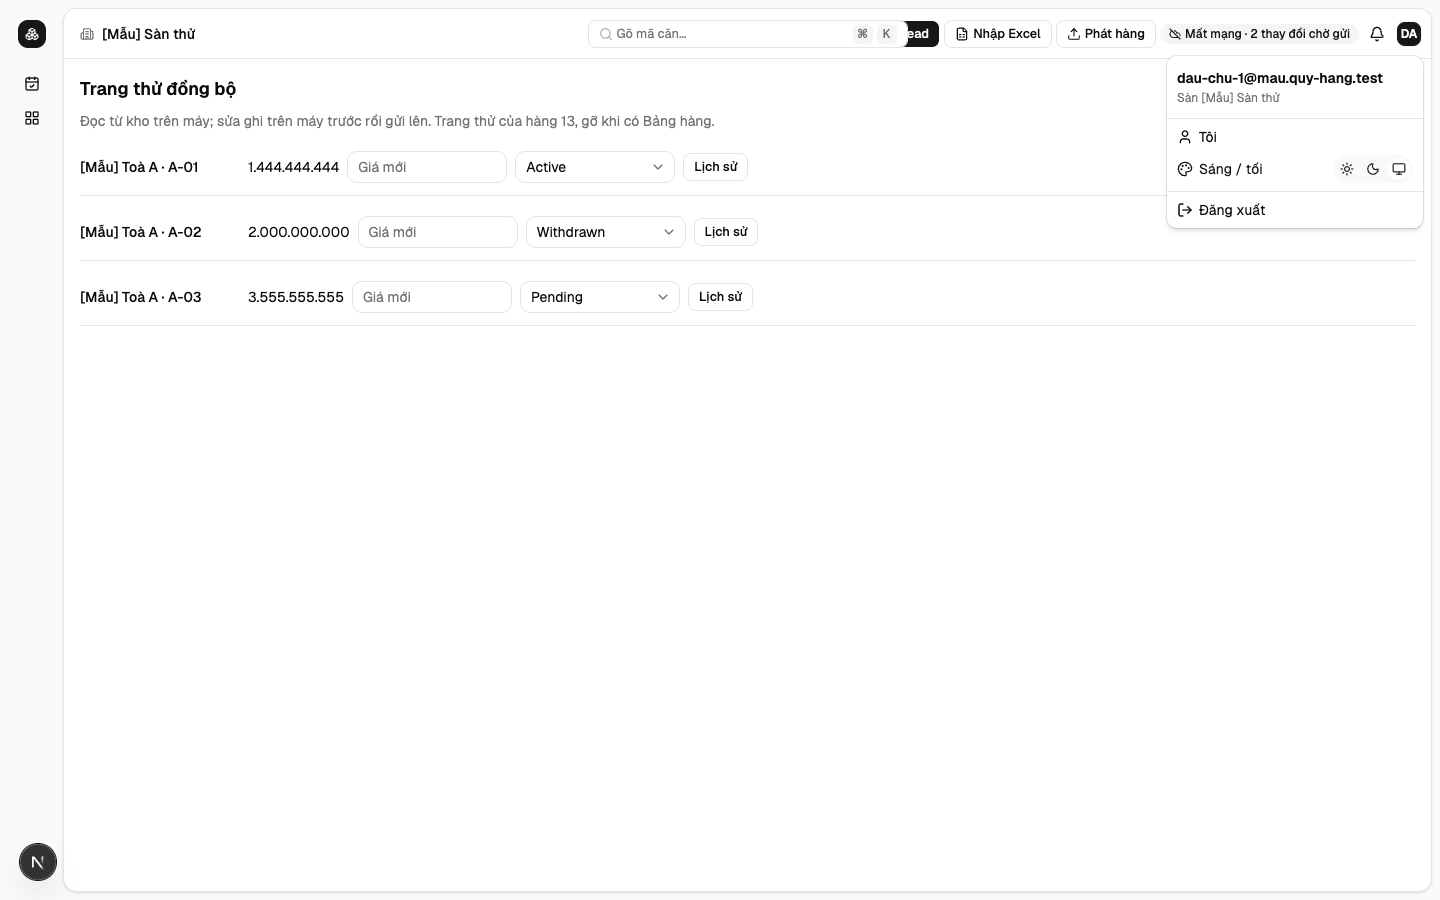 [Mẫu] Sàn thử
Gõ mã căn...
⌘ K
ead
Nhập Excel
Phát hàng
Mất mạng · 2 thay đổi chờ gửi
DA
dau-chu-1@mau.quy-hang.test
Sàn [Mẫu] Sàn thử
Tôi
Sáng / tối
Đăng xuất
Trang thử đồng bộ
Đọc từ kho trên máy; sửa ghi trên máy trước rồi gửi lên. Trang thử của hàng 13, gỡ khi có Bảng hàng.
[Mẫu] Toà A · A-01 1.444.444.444 Giá mới Active Lịch sử
[Mẫu] Toà A · A-02 2.000.000.000 Giá mới Withdrawn Lịch sử
[Mẫu] Toà A · A-03 3.555.555.555 Giá mới Pending Lịch sử
N